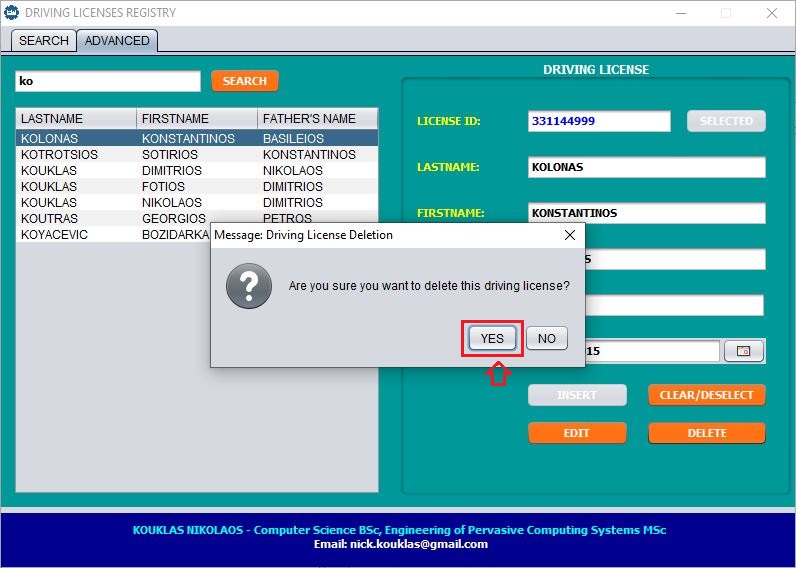 DRIVING LICENSES REGISTRY
SEARCH ADVANCED
ko SEARCH
LASTNAME FIRSTNAME FATHER'S NAME
KOLONAS KONSTANTINOS BASILEIOS
KOTROTSIOS SOTIRIOS KONSTANTINOS
KOUKLAS DIMITRIOS NIKOLAOS
KOUKLAS FOTIOS DIMITRIOS
KOUKLAS NIKOLAOS DIMITRIOS
KOUTRAS GEORGIOS PETROS
KOYACEVIC BOZIDARKA
DRIVING LICENSE
LICENSE ID: 331144999 SELECTED
LASTNAME: KOLONAS
FIRSTNAME: KONSTANTINOS
S
15
INSERT CLEAR/DESELECT
EDIT DELETE
Message: Driving License Deletion
Are you sure you want to delete this driving license?
YES NO
KOUKLAS NIKOLAOS - Computer Science BSc, Engineering of Pervasive Computing Systems MSc
Email: nick.kouklas@gmail.com